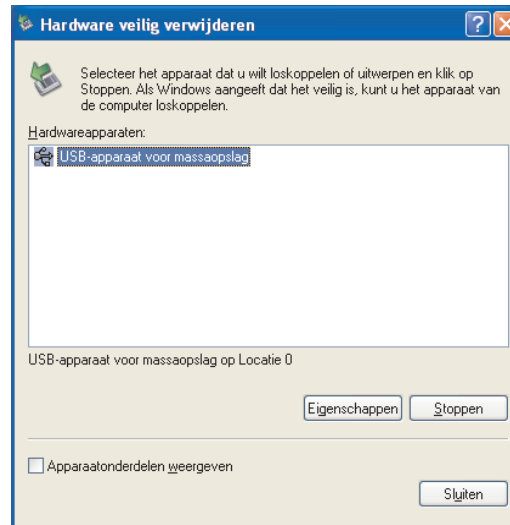 Hardware veilig verwijderen
Selecteer het apparaat dat u wilt loskoppelen of uitwerpen en klik op
Stoppen. Als Windows aangeeft dat het veilig is, kunt u het apparaat van
de computer loskoppelen.
Hardwareapparaten:
USB-apparaat voor massaopslag
USB-apparaat voor massaopslag op Locatie 0
Eigenschappen Stoppen
Apparaatonderdelen weergeven
Sluiten